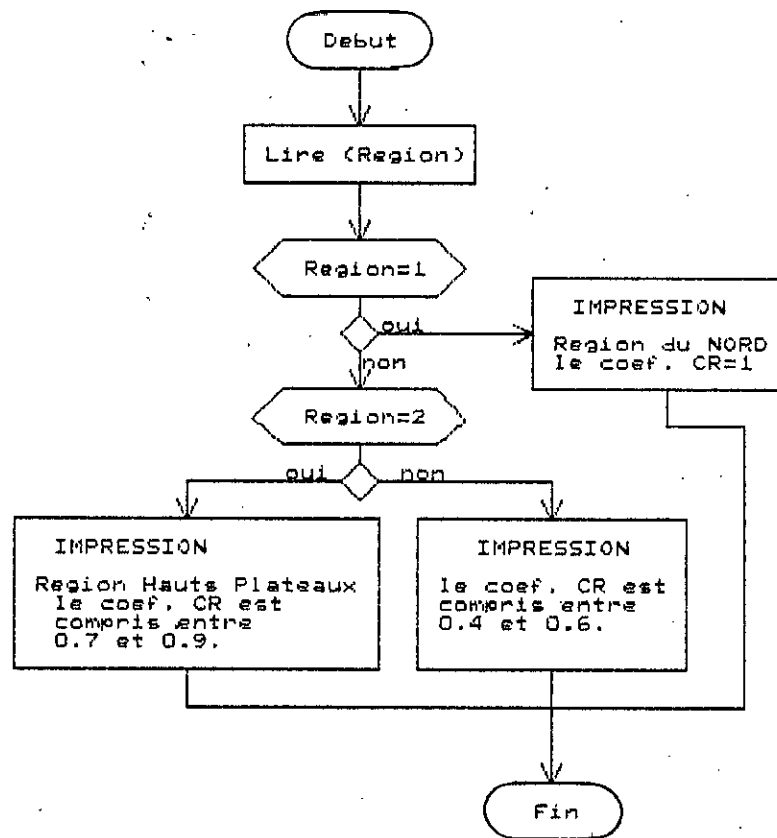 Debut
Lire (Region)
Region=1
oui
non
IMPRESSION
Region du NORD
le coef. CR=1
Region=2
oui
non
IMPRESSION
Region Hauts Plateaux
le coef. CR est
compris entre
0.7 et 0.9.
IMPRESSION
le coef. CR est
compris entre
0.4 et 0.6.
Fin